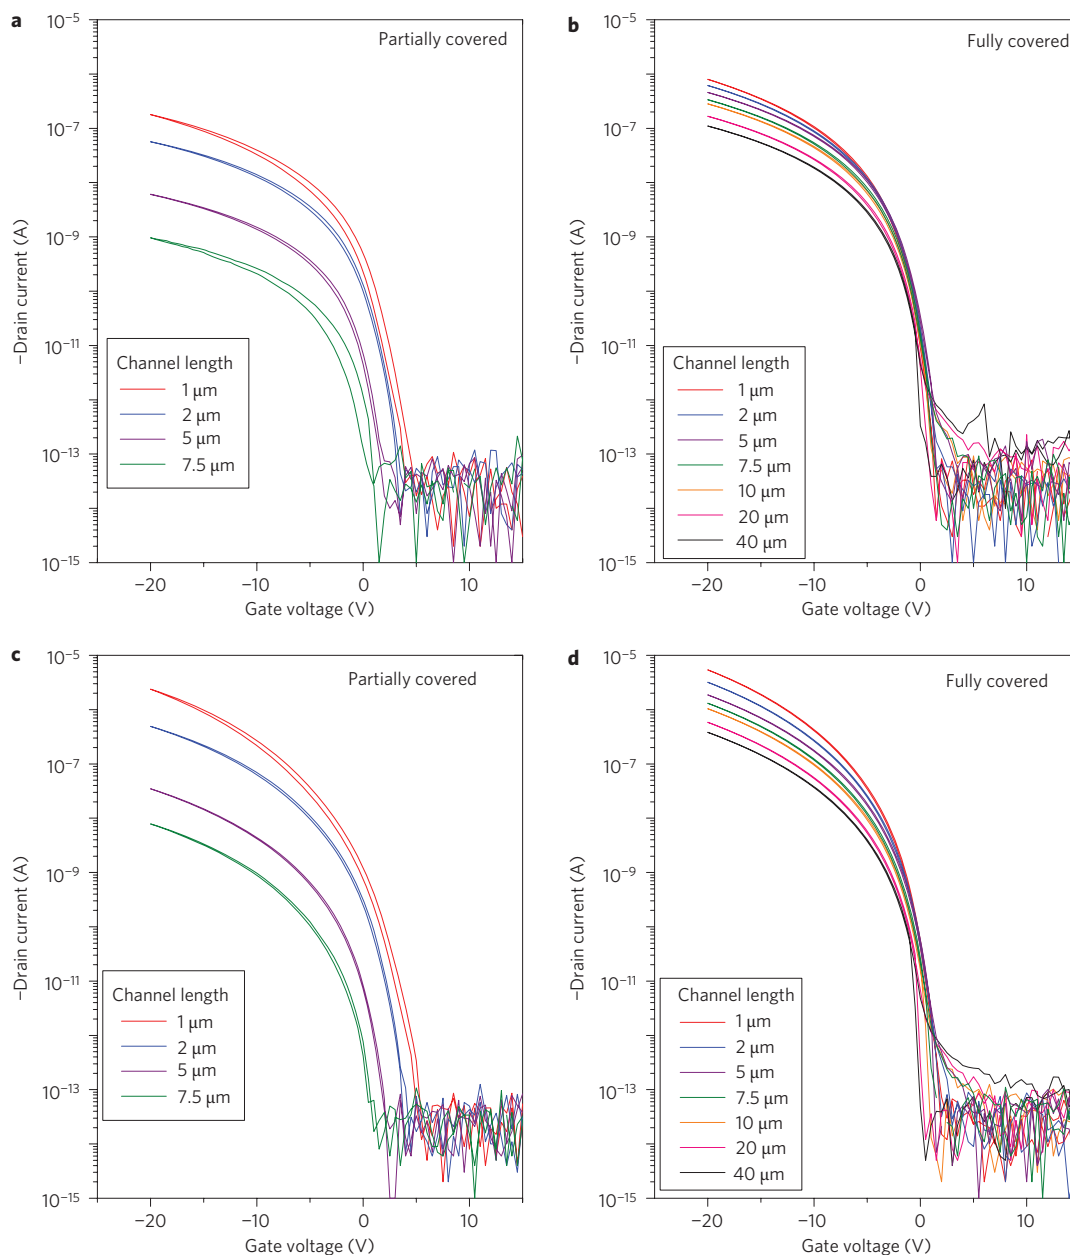 a
Partially covered
10⁻⁵
10⁻⁷
10⁻⁹
10⁻¹¹
10⁻¹³
10⁻¹⁵
−Drain current (A)
Channel length
1 μm
2 μm
5 μm
7.5 μm
−20
−10
0
10
Gate voltage (V)
b
Fully covered
10⁻⁵
10⁻⁷
10⁻⁹
10⁻¹¹
10⁻¹³
10⁻¹⁵
−Drain current (A)
Channel length
1 μm
2 μm
5 μm
7.5 μm
10 μm
20 μm
40 μm
−20
−10
0
10
Gate voltage (V)
c
Partially covered
10⁻⁵
10⁻⁷
10⁻⁹
10⁻¹¹
10⁻¹³
10⁻¹⁵
−Drain current (A)
Channel length
1 μm
2 μm
5 μm
7.5 μm
−20
−10
0
10
Gate voltage (V)
d
Fully covered
10⁻⁵
10⁻⁷
10⁻⁹
10⁻¹¹
10⁻¹³
10⁻¹⁵
−Drain current (A)
Channel length
1 μm
2 μm
5 μm
7.5 μm
10 μm
20 μm
40 μm
−20
−10
0
10
Gate voltage (V)